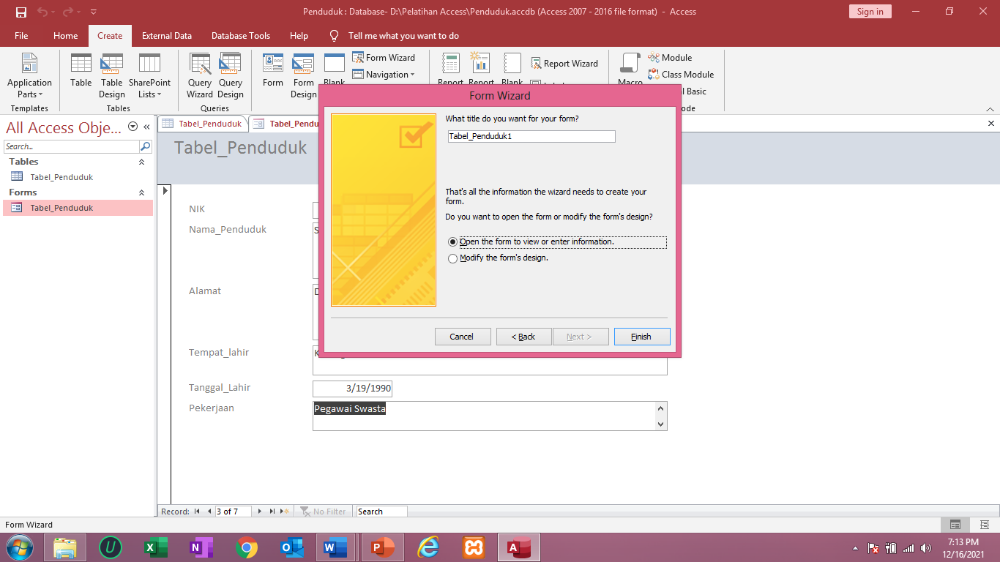 Penduduk : Database- D:\Pelatihan Access\Penduduk.accdb (Access 2007 - 2016 file format) - Access
Sign in
File Home Create External Data Database Tools Help Tell me what you want to do
Application Parts
Templates
Table
Table Design
SharePoint Lists
Tables
Query Wizard
Query Design
Queries
Form
Form Design
Blank
Form Wizard
Navigation
Report
Report
Blank
Report Wizard
Macro
Module
Class Module
l Basic
ode
All Access Obje...
Search...
Tables
Tabel_Penduduk
Forms
Tabel_Penduduk
Tabel_Penduduk
Tabel_Pendu
Tabel_Penduduk
NIK
Nama_Penduduk
S
Alamat
D
Tempat_lahir
K
Tanggal_Lahir
3/19/1990
Pekerjaan
Pegawai Swasta
Form Wizard
What title do you want for your form?
Tabel_Penduduk1
That's all the information the wizard needs to create your
form.
Do you want to open the form or modify the form's design?
Open the form to view or enter information.
Modify the form's design.
Cancel
< Back
Next >
Finish
Record: 3 of 7 No Filter Search
Form Wizard
7:13 PM
12/16/2021